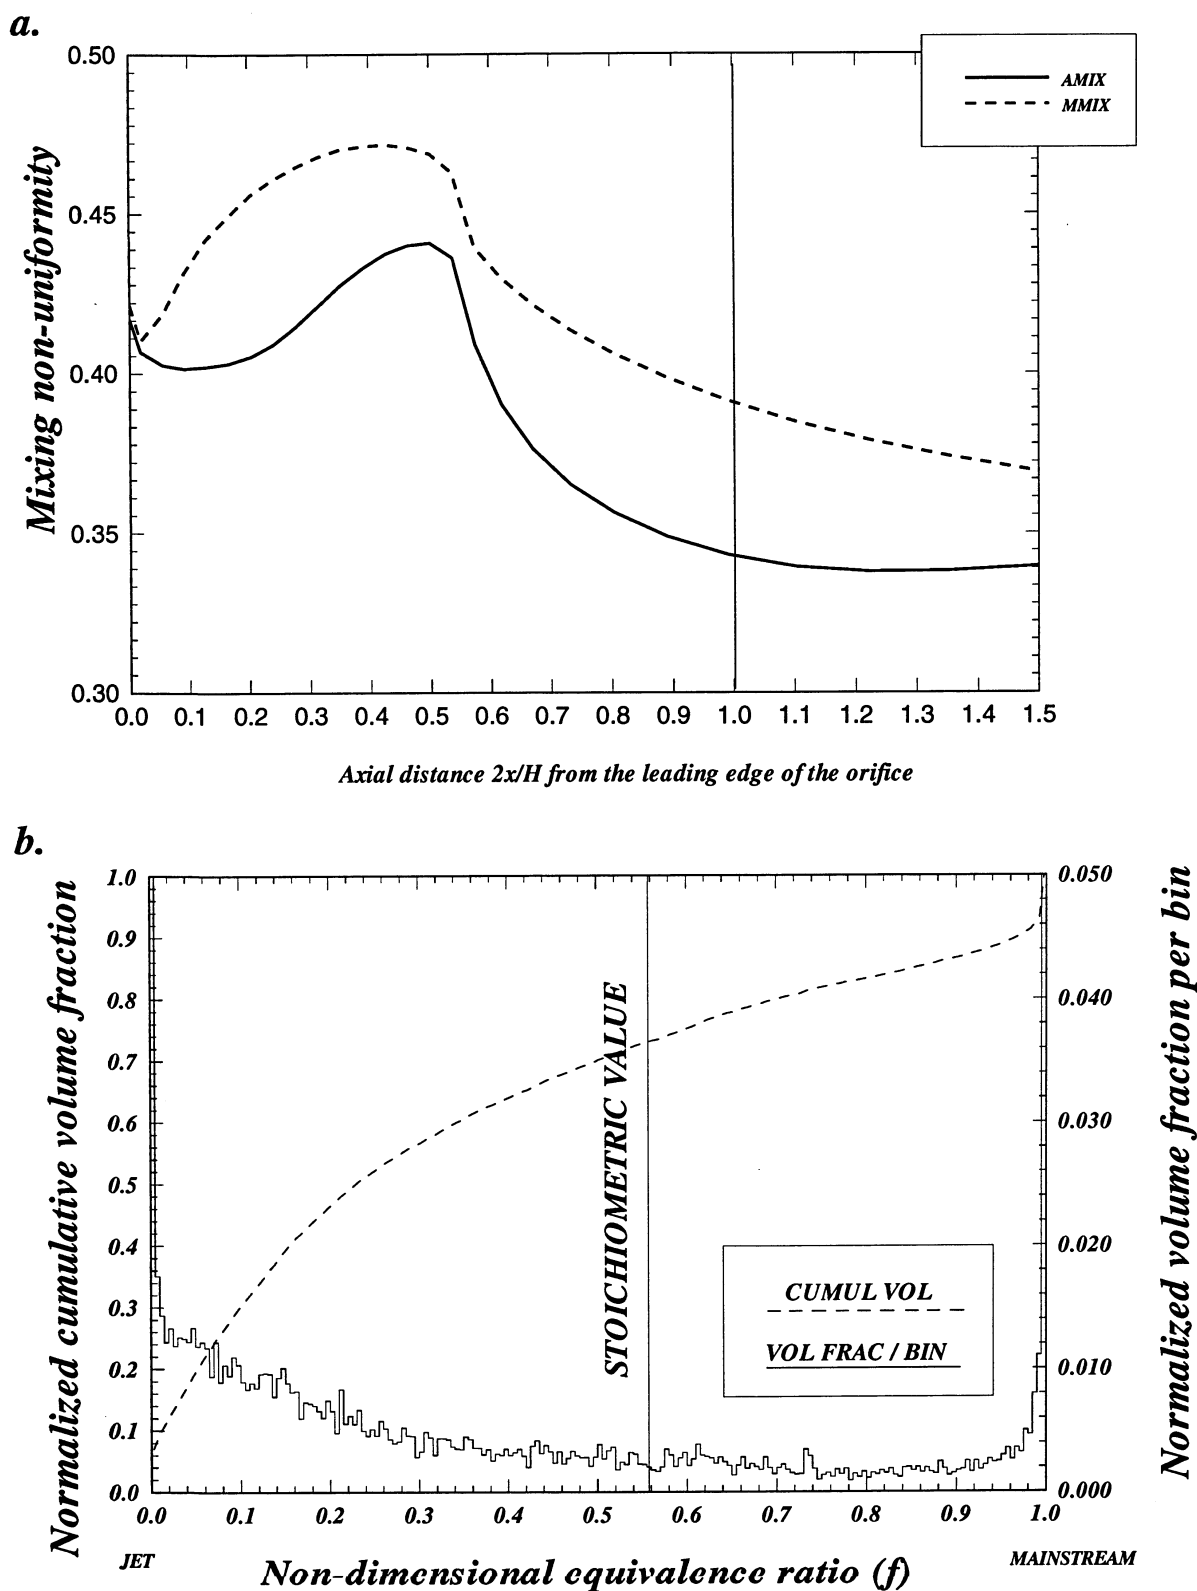 a.
0.50
0.45
0.40
0.35
0.30
Mixing non-uniformity
AMIX
MMIX
0.0 0.1 0.2 0.3 0.4 0.5 0.6 0.7 0.8 0.9 1.0 1.1 1.2 1.3 1.4 1.5
Axial distance 2x/H from the leading edge of the orifice
b.
Normalized cumulative volume fraction
1.0
0.9
0.8
0.7
0.6
0.5
0.4
0.3
0.2
0.1
0.0
STOICHIOMETRIC VALUE
CUMUL VOL
VOL FRAC / BIN
0.050
0.040
0.030
0.020
0.010
0.000
Normalized volume fraction per bin
0.0 0.1 0.2 0.3 0.4 0.5 0.6 0.7 0.8 0.9 1.0
JET
MAINSTREAM
Non-dimensional equivalence ratio (f)